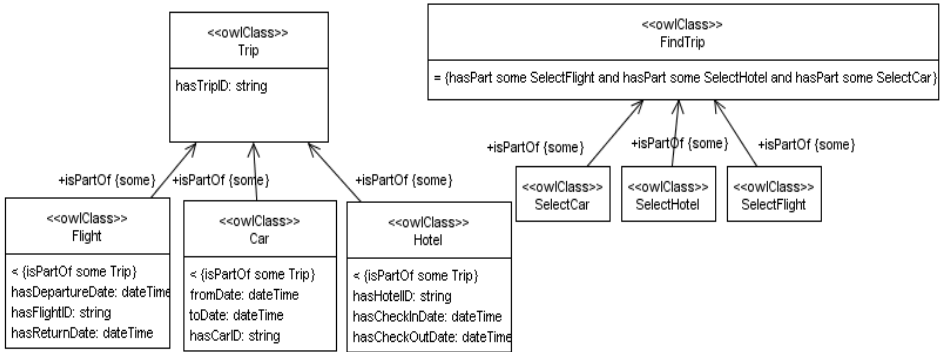 <<owlClass>>
Trip
hasTripID: string
<<owlClass>>
FindTrip
= {hasPart some SelectFlight and hasPart some SelectHotel and hasPart some SelectCar}
+isPartOf {some}
+isPartOf {some}
+isPartOf {some}
+isPartOf {some}
+isPartOf {some}
+isPartOf {some}
<<owlClass>>
SelectCar
<<owlClass>>
SelectHotel
<<owlClass>>
SelectFlight
<<owlClass>>
Flight
< {isPartOf some Trip}
hasDepartureDate: dateTime
hasFlightID: string
hasReturnDate: dateTime
<<owlClass>>
Car
< {isPartOf some Trip}
fromDate: dateTime
toDate: dateTime
hasCarID: string
<<owlClass>>
Hotel
< {isPartOf some Trip}
hasHotelID: string
hasCheckInDate: dateTime
hasCheckOutDate: dateTime